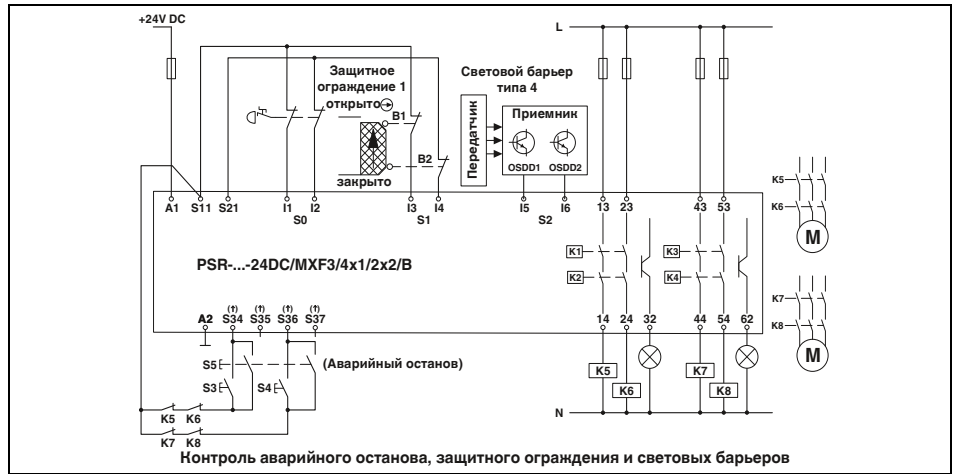 +24V DC
L
Защитное
ограждение 1
открыто
Световой барьер
типа 4
Передатчик
Приемник
OSDD1 OSDD2
B1
B2
закрыто
K5
K6
M
A1 S11 S21 I1 I2 I3 I4 I5 I6 13 23 43 53
S0 S1 S2
PSR-...-24DC/MXF3/4x1/2x2/B
K1
K2
K3
K4
K7
K8
M
(†) (†) (†) (†)
A2 S34 S35 S36 S37 14 24 32 44 54 62
S5 (Аварийный останов)
S3 S4
K5 K6 K7 K8
K5 K6
K7 K8
N
Контроль аварийного останова, защитного ограждения и световых барьеров